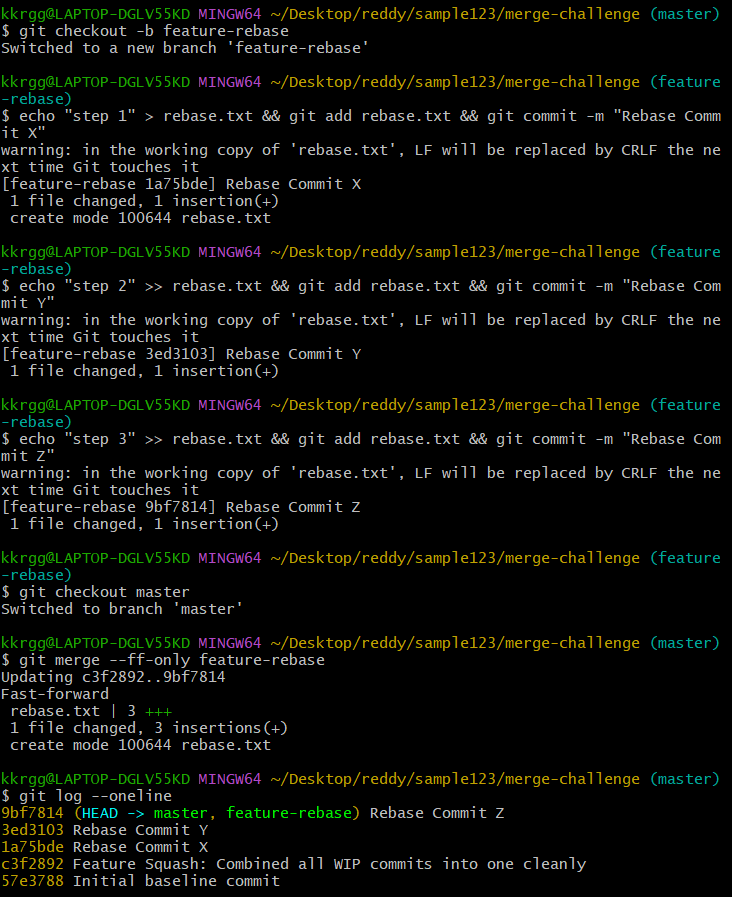 kkrgg@LAPTOP-DGLV55KD MINGW64 ~/Desktop/reddy/sample123/merge-challenge (master)
$ git checkout -b feature-rebase
Switched to a new branch 'feature-rebase'
kkrgg@LAPTOP-DGLV55KD MINGW64 ~/Desktop/reddy/sample123/merge-challenge (feature
-rebase)
$ echo "step 1" > rebase.txt && git add rebase.txt && git commit -m "Rebase Comm
it X"
warning: in the working copy of 'rebase.txt', LF will be replaced by CRLF the ne
xt time Git touches it
[feature-rebase 1a75bde] Rebase Commit X
 1 file changed, 1 insertion(+)
 create mode 100644 rebase.txt
kkrgg@LAPTOP-DGLV55KD MINGW64 ~/Desktop/reddy/sample123/merge-challenge (feature
-rebase)
$ echo "step 2" >> rebase.txt && git add rebase.txt && git commit -m "Rebase Com
mit Y"
warning: in the working copy of 'rebase.txt', LF will be replaced by CRLF the ne
xt time Git touches it
[feature-rebase 3ed3103] Rebase Commit Y
 1 file changed, 1 insertion(+)
kkrgg@LAPTOP-DGLV55KD MINGW64 ~/Desktop/reddy/sample123/merge-challenge (feature
-rebase)
$ echo "step 3" >> rebase.txt && git add rebase.txt && git commit -m "Rebase Com
mit Z"
warning: in the working copy of 'rebase.txt', LF will be replaced by CRLF the ne
xt time Git touches it
[feature-rebase 9bf7814] Rebase Commit Z
 1 file changed, 1 insertion(+)
kkrgg@LAPTOP-DGLV55KD MINGW64 ~/Desktop/reddy/sample123/merge-challenge (feature
-rebase)
$ git checkout master
Switched to branch 'master'
kkrgg@LAPTOP-DGLV55KD MINGW64 ~/Desktop/reddy/sample123/merge-challenge (master)
$ git merge --ff-only feature-rebase
Updating c3f2892..9bf7814
Fast-forward
 rebase.txt | 3 +++
 1 file changed, 3 insertions(+)
 create mode 100644 rebase.txt
kkrgg@LAPTOP-DGLV55KD MINGW64 ~/Desktop/reddy/sample123/merge-challenge (master)
$ git log --oneline
9bf7814 (HEAD -> master, feature-rebase) Rebase Commit Z
3ed3103 Rebase Commit Y
1a75bde Rebase Commit X
c3f2892 Feature Squash: Combined all WIP commits into one cleanly
57e3788 Initial baseline commit